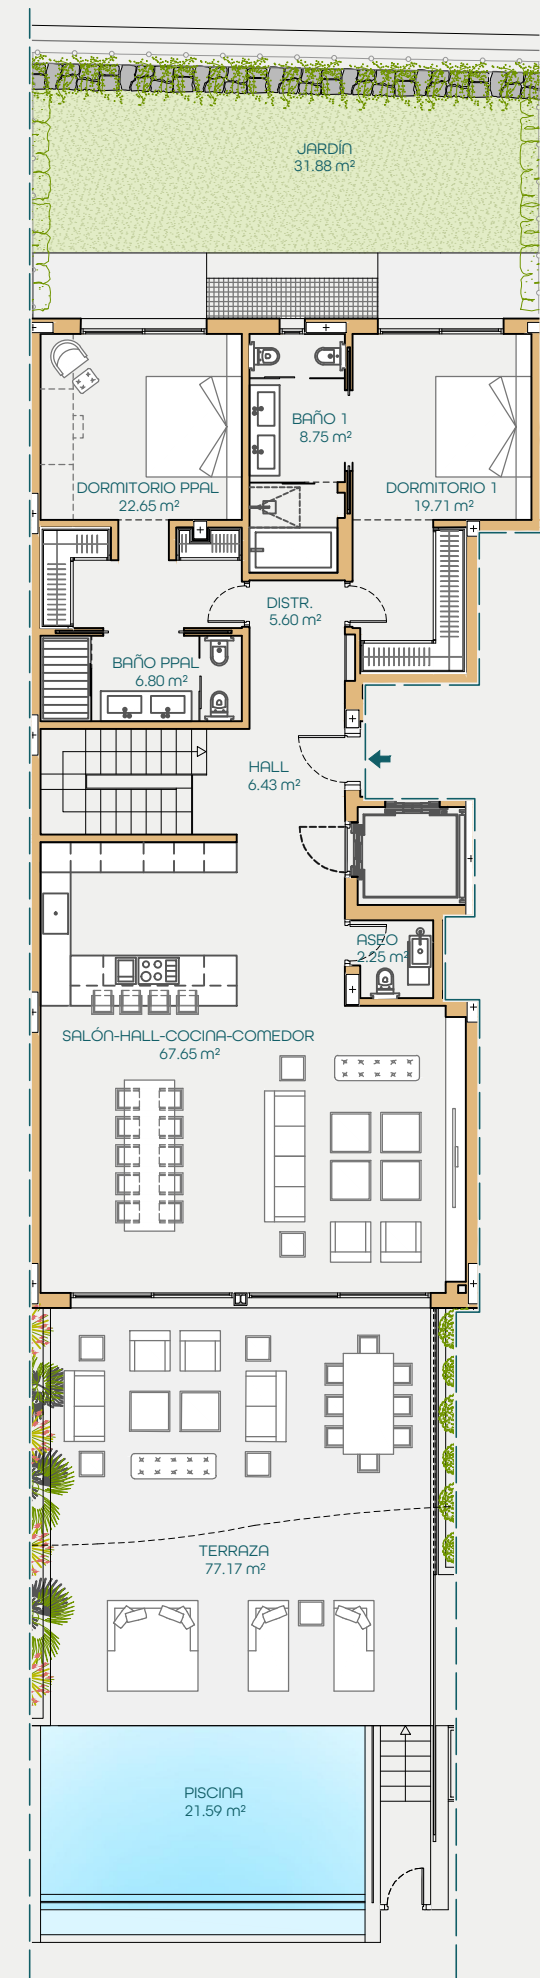 JARDÍN
31.88 m²
BAÑO 1
8.75 m²
DORMITORIO PPAL
22.65 m²
DORMITORIO 1
19.71 m²
DISTR.
5.60 m²
BAÑO PPAL
6.80 m²
HALL
6.43 m²
ASEO
2.25 m²
SALÓN-HALL-COCINA-COMEDOR
67.65 m²
TERRAZA
77.17 m²
PISCINA
21.59 m²